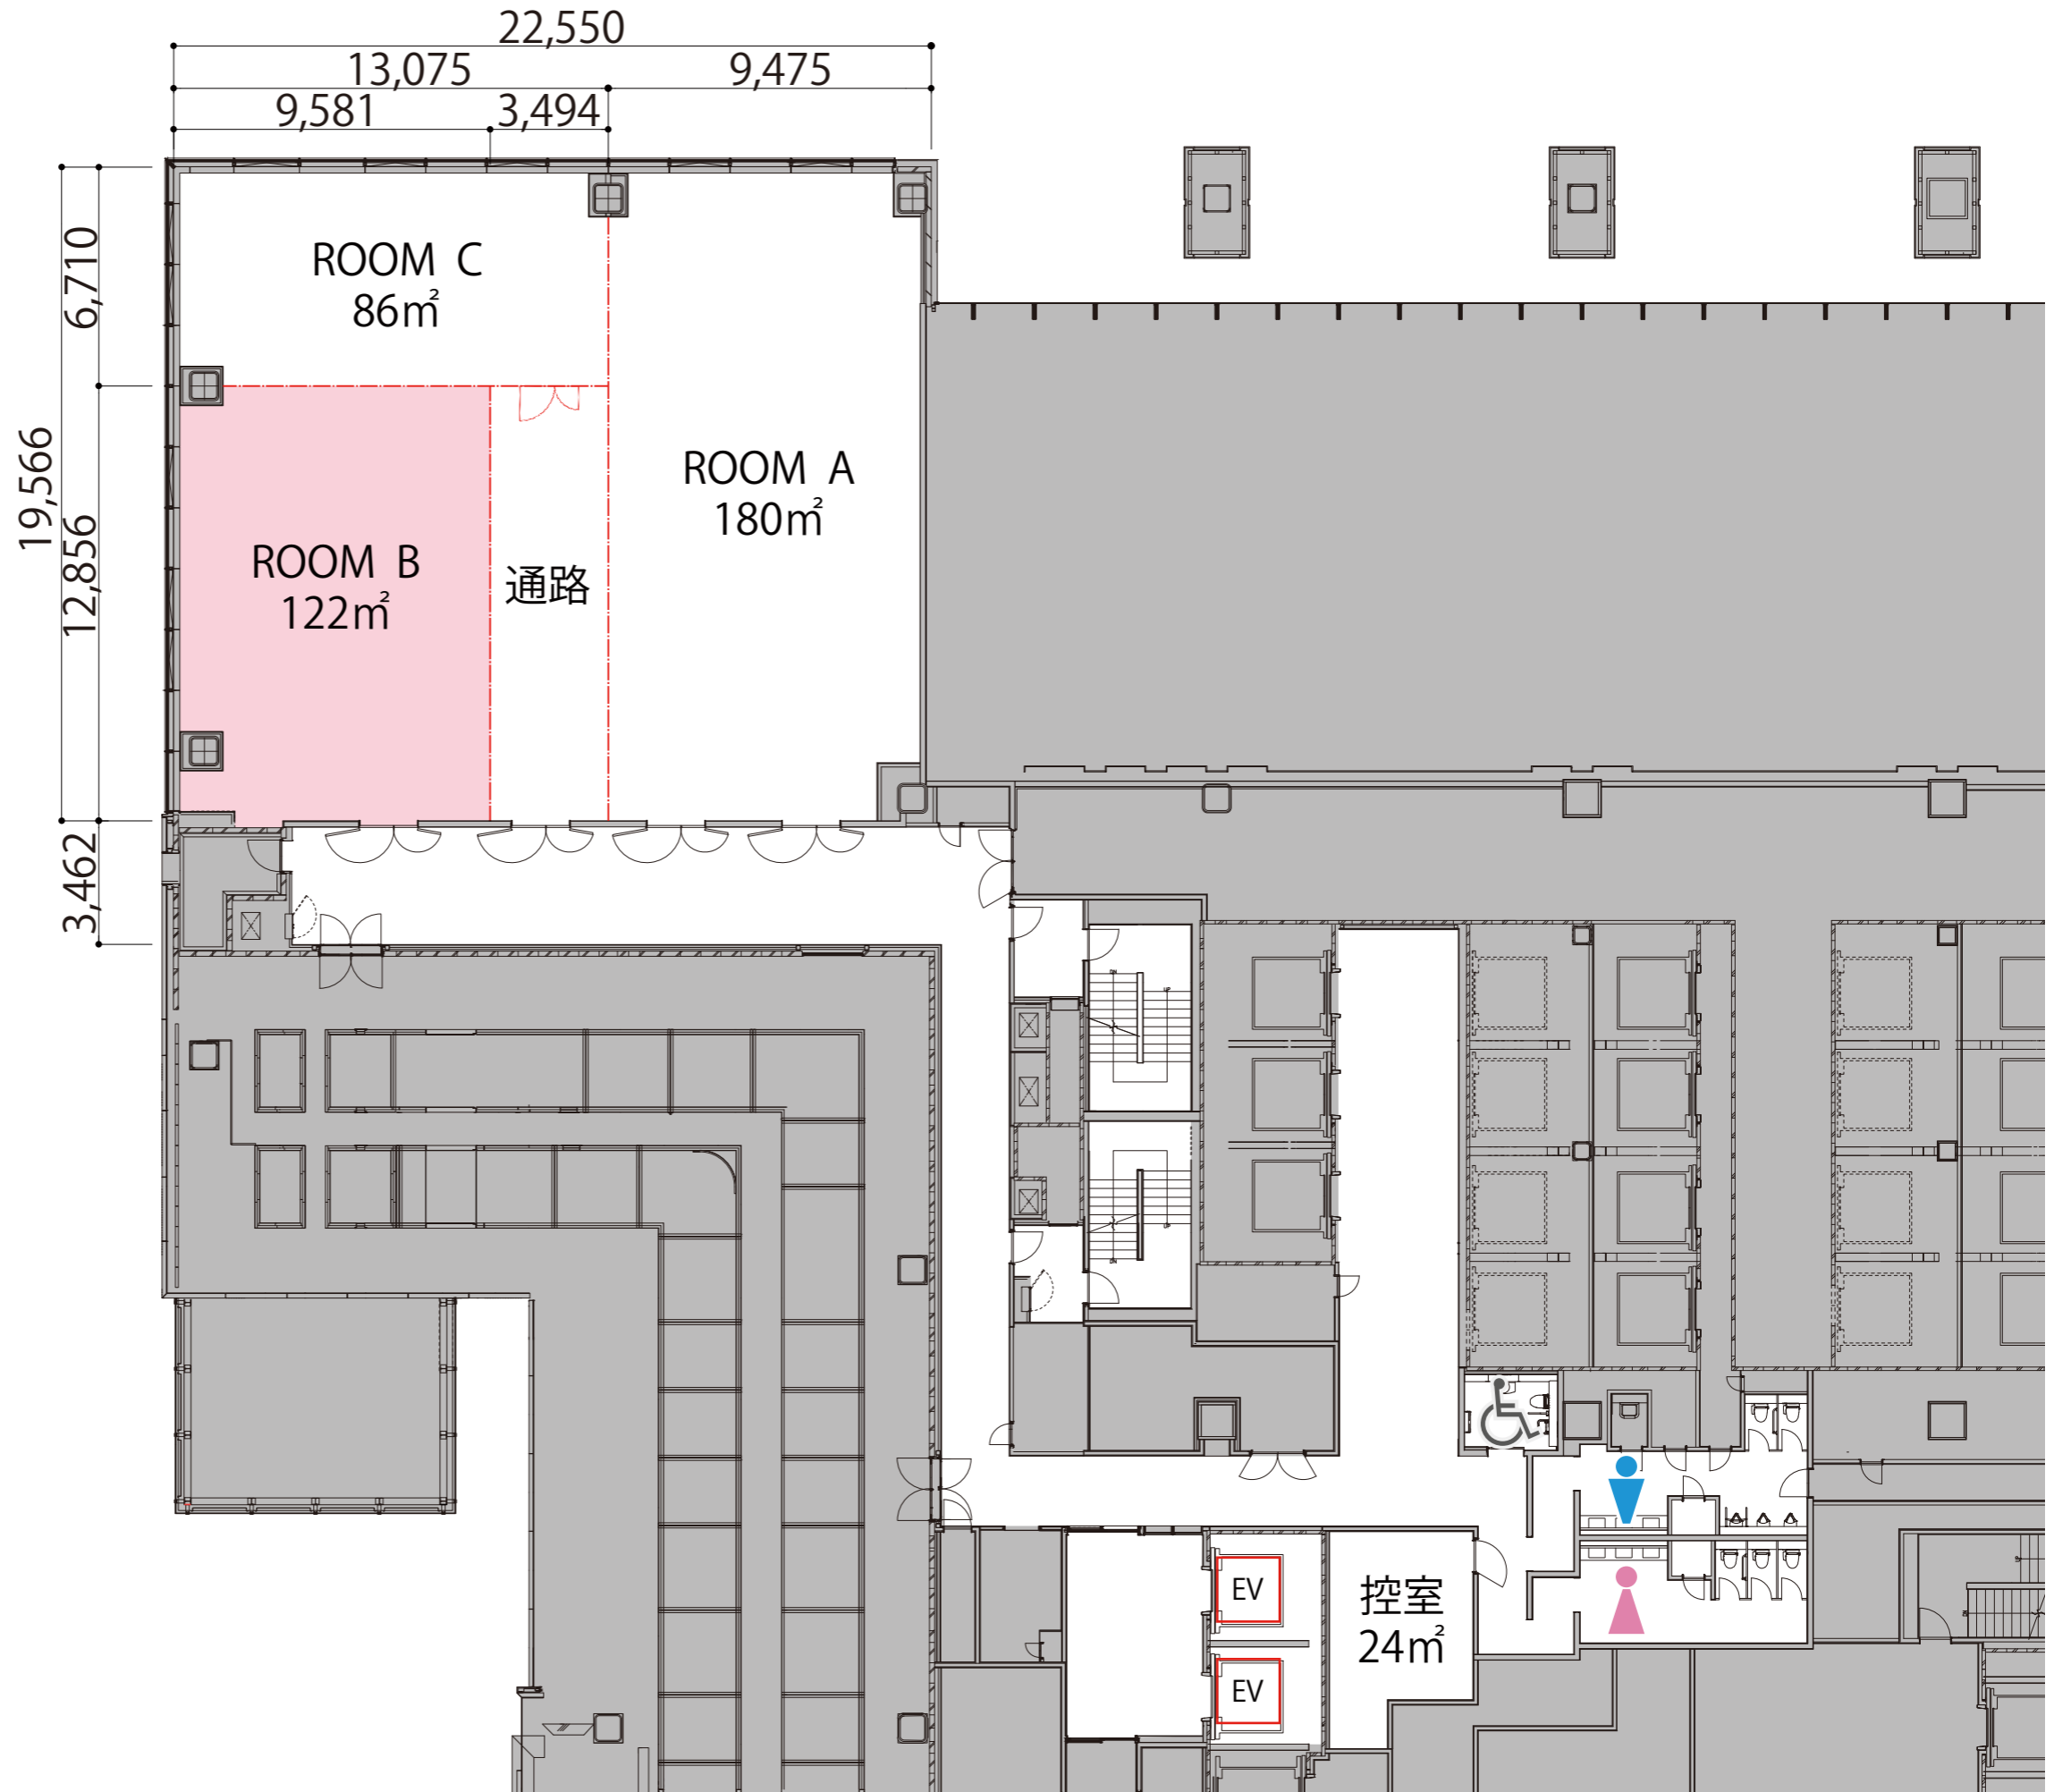 22,550
13,075
9,475
9,581
3,494
6,710
19,566
12,856
3,462
ROOM C
86㎡
ROOM A
180㎡
ROOM B
122㎡
通路
EV
EV
控室
24㎡